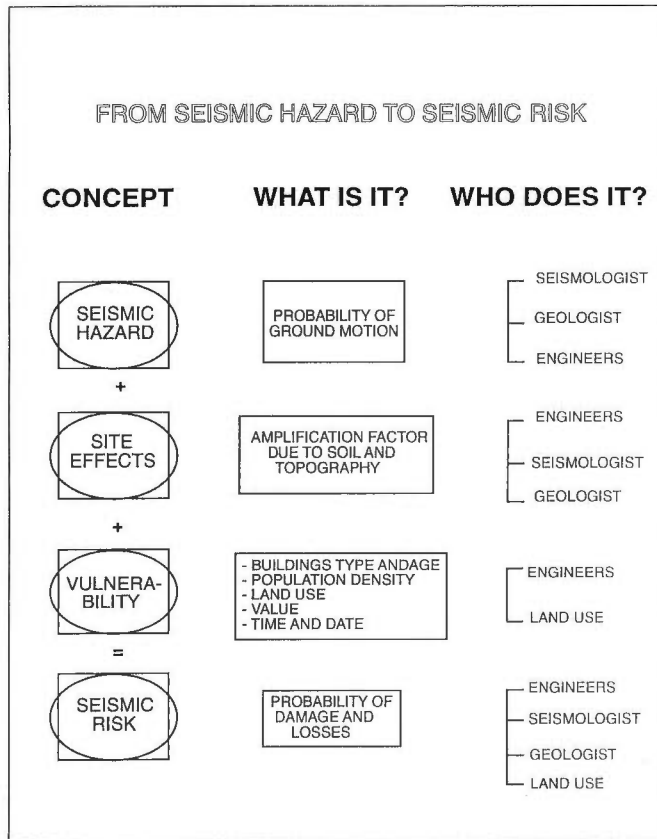 FROM SEISMIC HAZARD TO SEISMIC RISK
CONCEPT
WHAT IS IT?
WHO DOES IT?
SEISMIC
HAZARD
PROBABILITY OF
GROUND MOTION
SEISMOLOGIST
GEOLOGIST
ENGINEERS
+
SITE
EFFECTS
AMPLIFICATION FACTOR
DUE TO SOIL AND
TOPOGRAPHY
ENGINEERS
SEISMOLOGIST
GEOLOGIST
+
VULNERA-
BILITY
- BUILDINGS TYPE ANDAGE
- POPULATION DENSITY
- LAND USE
- VALUE
- TIME AND DATE
ENGINEERS
LAND USE
=
SEISMIC
RISK
PROBABILITY OF
DAMAGE AND
LOSSES
ENGINEERS
SEISMOLOGIST
GEOLOGIST
LAND USE